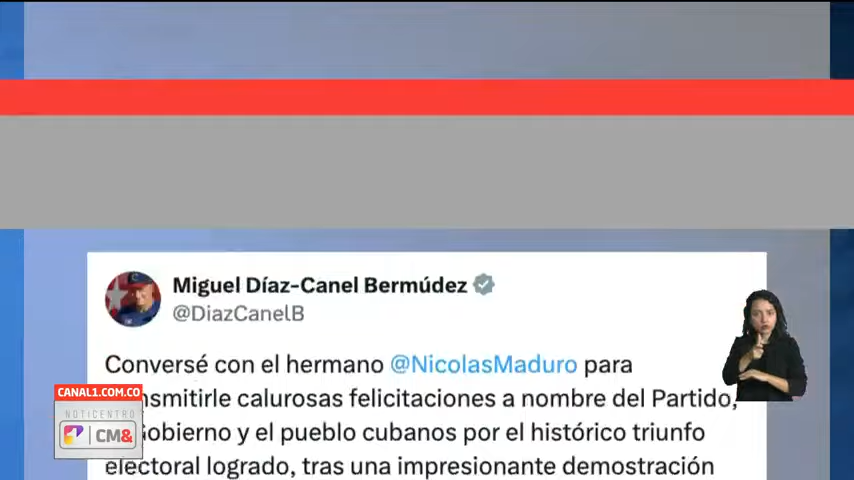 Miguel Díaz-Canel Bermúdez
@DiazCanelB
Conversé con el hermano @NicolasMaduro para
nsmitirle calurosas felicitaciones a nombre del Partido,
obierno y el pueblo cubanos por el histórico triunfo
electoral logrado, tras una impresionante demostración
CANAL1.COM.CO
NOTICENTRO
CM&